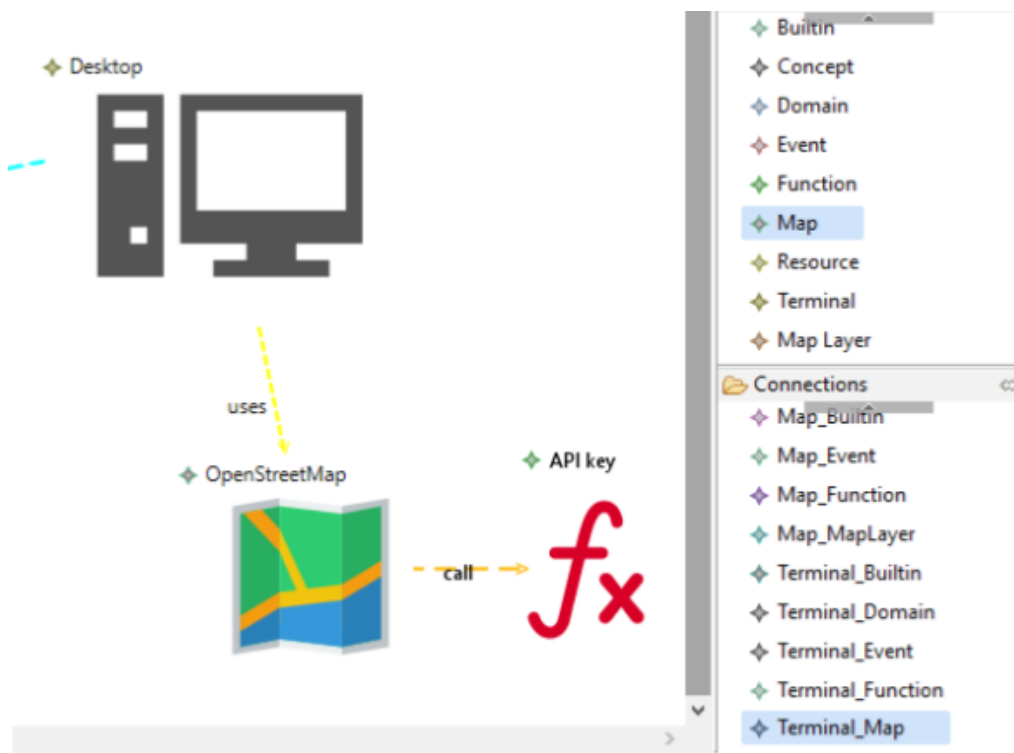 Desktop
uses
OpenStreetMap
API key
call
Builtin
Concept
Domain
Event
Function
Map
Resource
Terminal
Map Layer
Connections
Map_Builtin
Map_Event
Map_Function
Map_MapLayer
Terminal_Builtin
Terminal_Domain
Terminal_Event
Terminal_Function
Terminal_Map